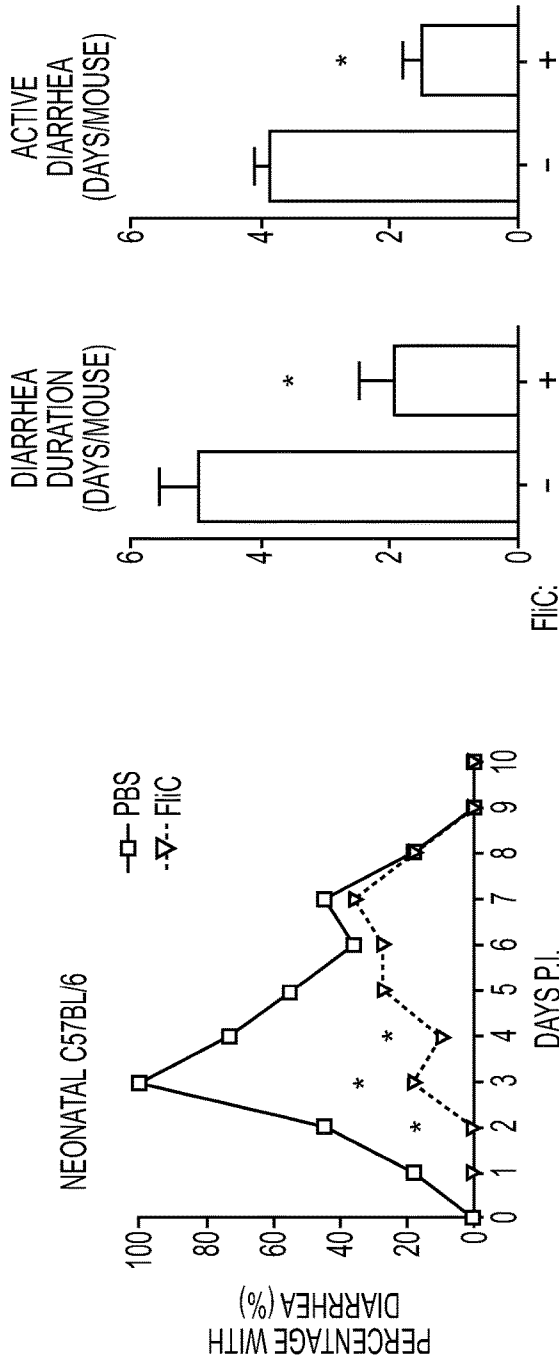 NEONATAL C57BL/6
PBS
FliC
PERCENTAGE WITH
DIARRHEA (%)
100
80
60
40
20
0
0 1 2 3 4 5 6 7 8 9 10
DAYS P.I.
* * *
DIARRHEA
DURATION
(DAYS/MOUSE)
6
4
2
0
*
FliC: - +
ACTIVE
DIARRHEA
(DAYS/MOUSE)
6
4
2
0
*
- +